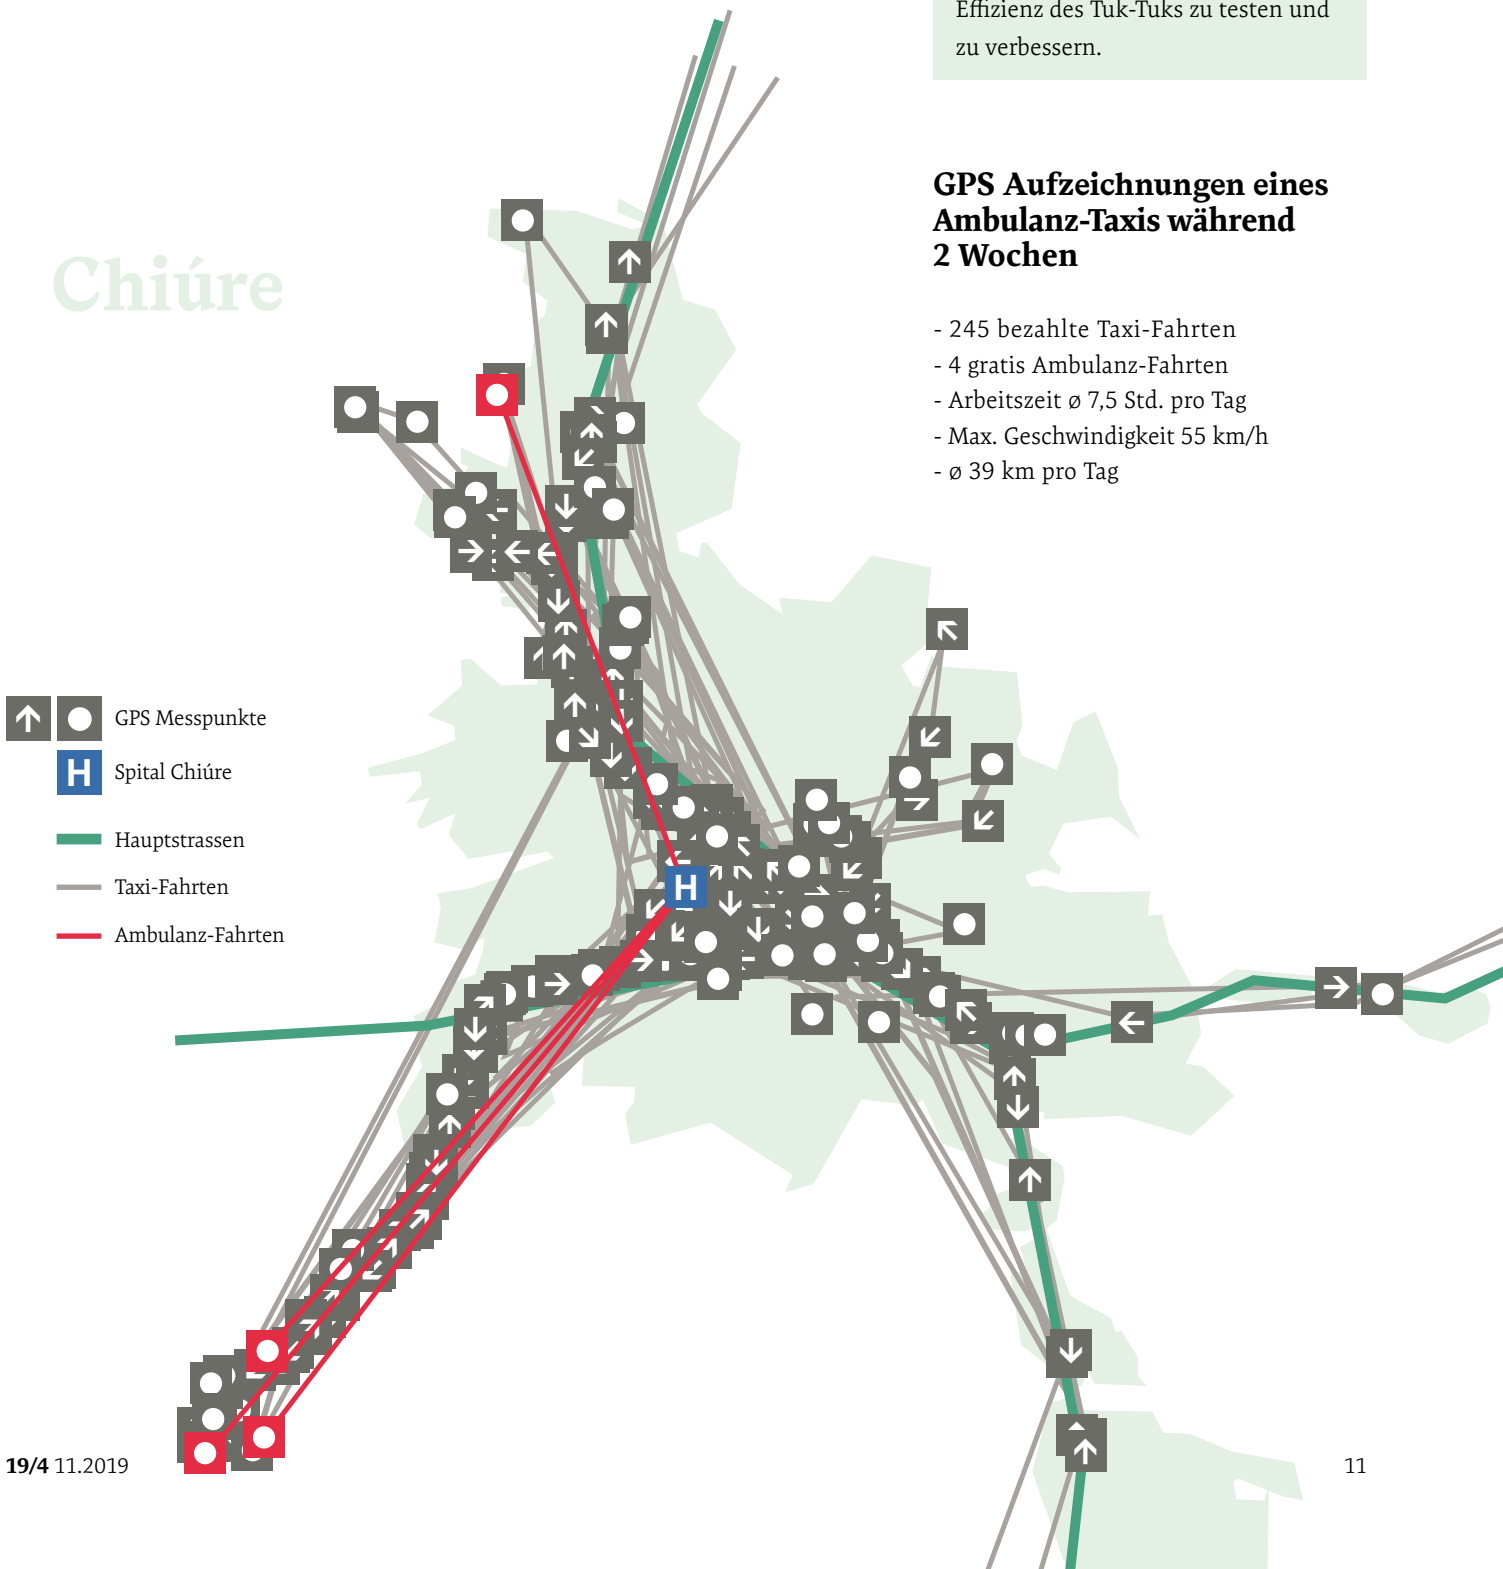 Effizienz des Tuk-Tuks zu testen und
zu verbessern.
GPS Aufzeichnungen eines
Ambulanz-Taxis während
2 Wochen
- 245 bezahlte Taxi-Fahrten
- 4 gratis Ambulanz-Fahrten
- Arbeitszeit ø 7,5 Std. pro Tag
- Max. Geschwindigkeit 55 km/h
- ø 39 km pro Tag
Chiúre
GPS Messpunkte
H Spital Chiúre
Hauptstrassen
Taxi-Fahrten
Ambulanz-Fahrten
H
19/4 11.2019
11